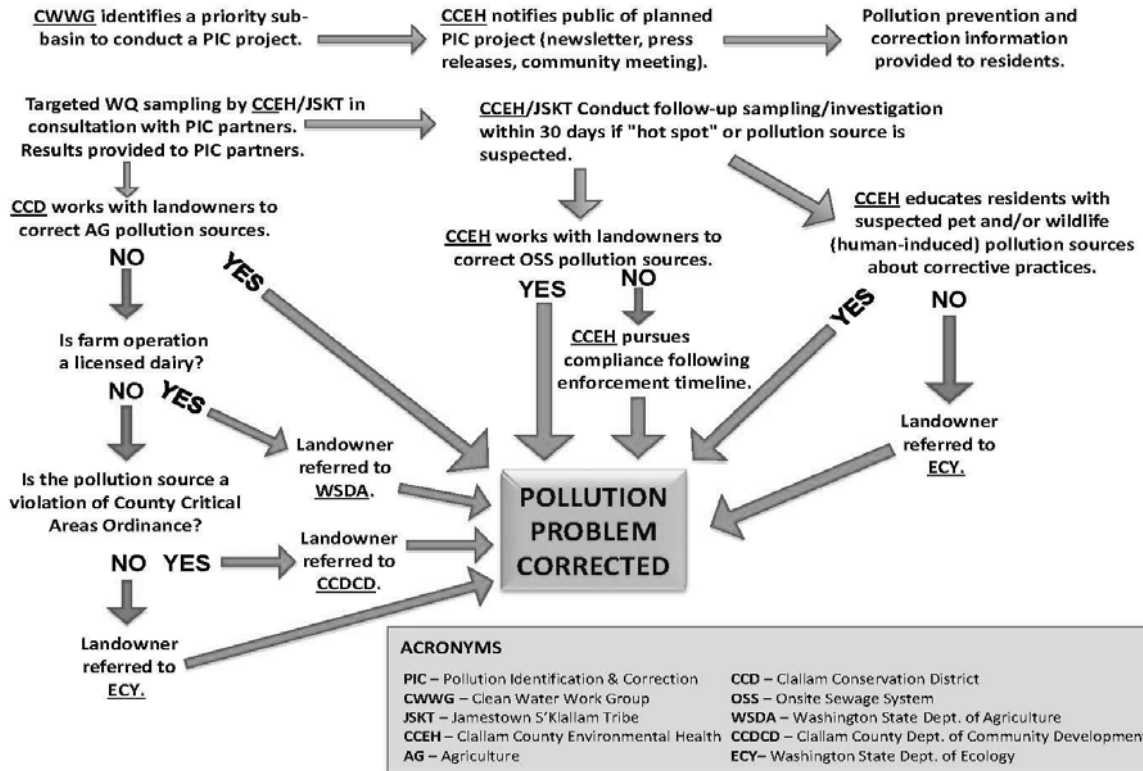 CWWG identifies a priority sub-
basin to conduct a PIC project.
CCEH notifies public of planned
PIC project (newsletter, press
releases, community meeting).
Pollution prevention and
correction information
provided to residents.
Targeted WQ sampling by CCEH/JSKT in
consultation with PIC partners.
Results provided to PIC partners.
CCEH/JSKT Conduct follow-up sampling/investigation
within 30 days if "hot spot" or pollution source is
suspected.
CCD works with landowners to
correct AG pollution sources.
NO
YES
CCEH works with landowners to
correct OSS pollution sources.
YES
NO
CCEH educates residents with
suspected pet and/or wildlife
(human-induced) pollution sources
about corrective practices.
YES
NO
Is farm operation
a licensed dairy?
NO
YES
CCEH pursues
compliance following
enforcement timeline.
Landowner
referred to
WSDA.
Landowner
referred to
ECY.
Is the pollution source a
violation of County Critical
Areas Ordinance?
NO
YES
Landowner
referred to
CCDCD.
POLLUTION
PROBLEM
CORRECTED
Landowner
referred to
ECY.
ACRONYMS
PIC – Pollution Identification & Correction
CWWG – Clean Water Work Group
JSKT – Jamestown S'Klallam Tribe
CCEH – Clallam County Environmental Health
AG – Agriculture
CCD – Clallam Conservation District
OSS – Onsite Sewage System
WSDA – Washington State Dept. of Agriculture
CCDCD – Clallam County Dept. of Community Development
ECY– Washington State Dept. of Ecology